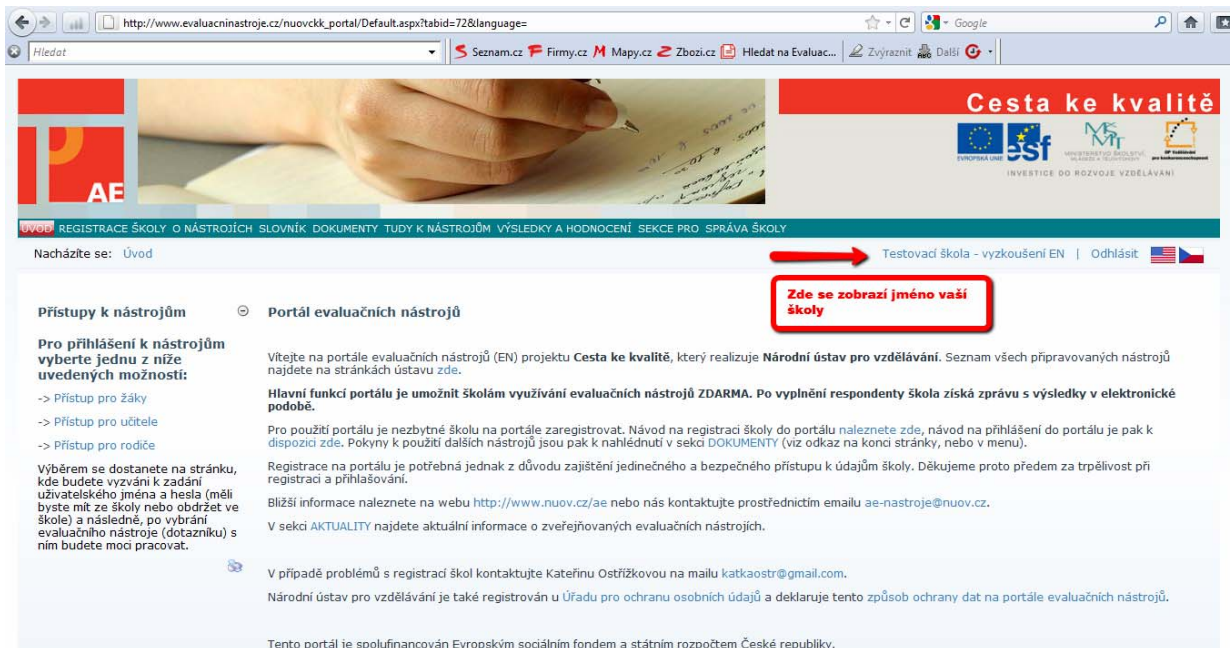 http://www.evaluacninastroje.cz/nuovckk_portal/Default.aspx?tabid=72&language=
Google
Hledat
Seznam.cz Firmy.cz Mapy.cz Zbozi.cz Hledat na Evaluac... Zvýraznit Další
AE
Cesta ke kvalitě
EVROPSKÁ UNIE esf
INVESTICE DO ROZVOJE VZDĚLÁVÁNÍ
ÚVOD REGISTRACE ŠKOLY O NÁSTROJÍCH SLOVNÍK DOKUMENTY TUDY K NÁSTROJŮM VÝSLEDKY A HODNOCENÍ SEKCE PRO SPRÁVA ŠKOLY
Nacházíte se: Úvod
Testovací škola - vyzkoušení EN | Odhlásit
Zde se zobrazí jméno vaší
školy
Přístupy k nástrojům
Pro přihlášení k nástrojům
vyberte jednu z níže
uvedených možností:
-> Přístup pro žáky
-> Přístup pro učitele
-> Přístup pro rodiče
Výběrem se dostanete na stránku,
kde budete vyzváni k zadání
uživatelského jména a hesla (měli
byste mít ze školy nebo obdržet ve
škole) a následně, po vybrání
evaluačního nástroje (dotazníku) s
ním budete moci pracovat.
Portál evaluačních nástrojů
Vítejte na portále evaluačních nástrojů (EN) projektu Cesta ke kvalitě, který realizuje Národní ústav pro vzdělávání. Seznam všech připravovaných nástrojů
najdete na stránkách ústavu zde.
Hlavní funkcí portálu je umožnit školám využívání evaluačních nástrojů ZDARMA. Po vyplnění respondenty škola získá zprávu s výsledky v elektronické
podobě.
Pro použití portálu je nezbytné školu na portále zaregistrovat. Návod na registraci školy do portálu naleznete zde, návod na přihlášení do portálu je pak k
dispozici zde. Pokyny k použití dalších nástrojů jsou pak k nahlédnutí v sekci DOKUMENTY (viz odkaz na konci stránky, nebo v menu).
Registrace na portálu je potřebná jednak z důvodu zajištění jedinečného a bezpečného přístupu k údajům školy. Děkujeme proto předem za trpělivost při
registraci a přihlašování.
Bližší informace naleznete na webu http://www.nuov.cz/ae nebo nás kontaktujte prostřednictím emailu ae-nastroje@nuov.cz.
V sekci AKTUALITY najdete aktuální informace o zveřejňovaných evaluačních nástrojích.
V případě problémů s registrací škol kontaktujte Kateřinu Ostřížkovou na mailu katkaostr@gmail.com.
Národní ústav pro vzdělávání je také registrován u Úřadu pro ochranu osobních údajů a deklaruje tento způsob ochrany dat na portále evaluačních nástrojů.
Tento portál je spolufinancován Evropským sociálním fondem a státním rozpočtem České republiky.